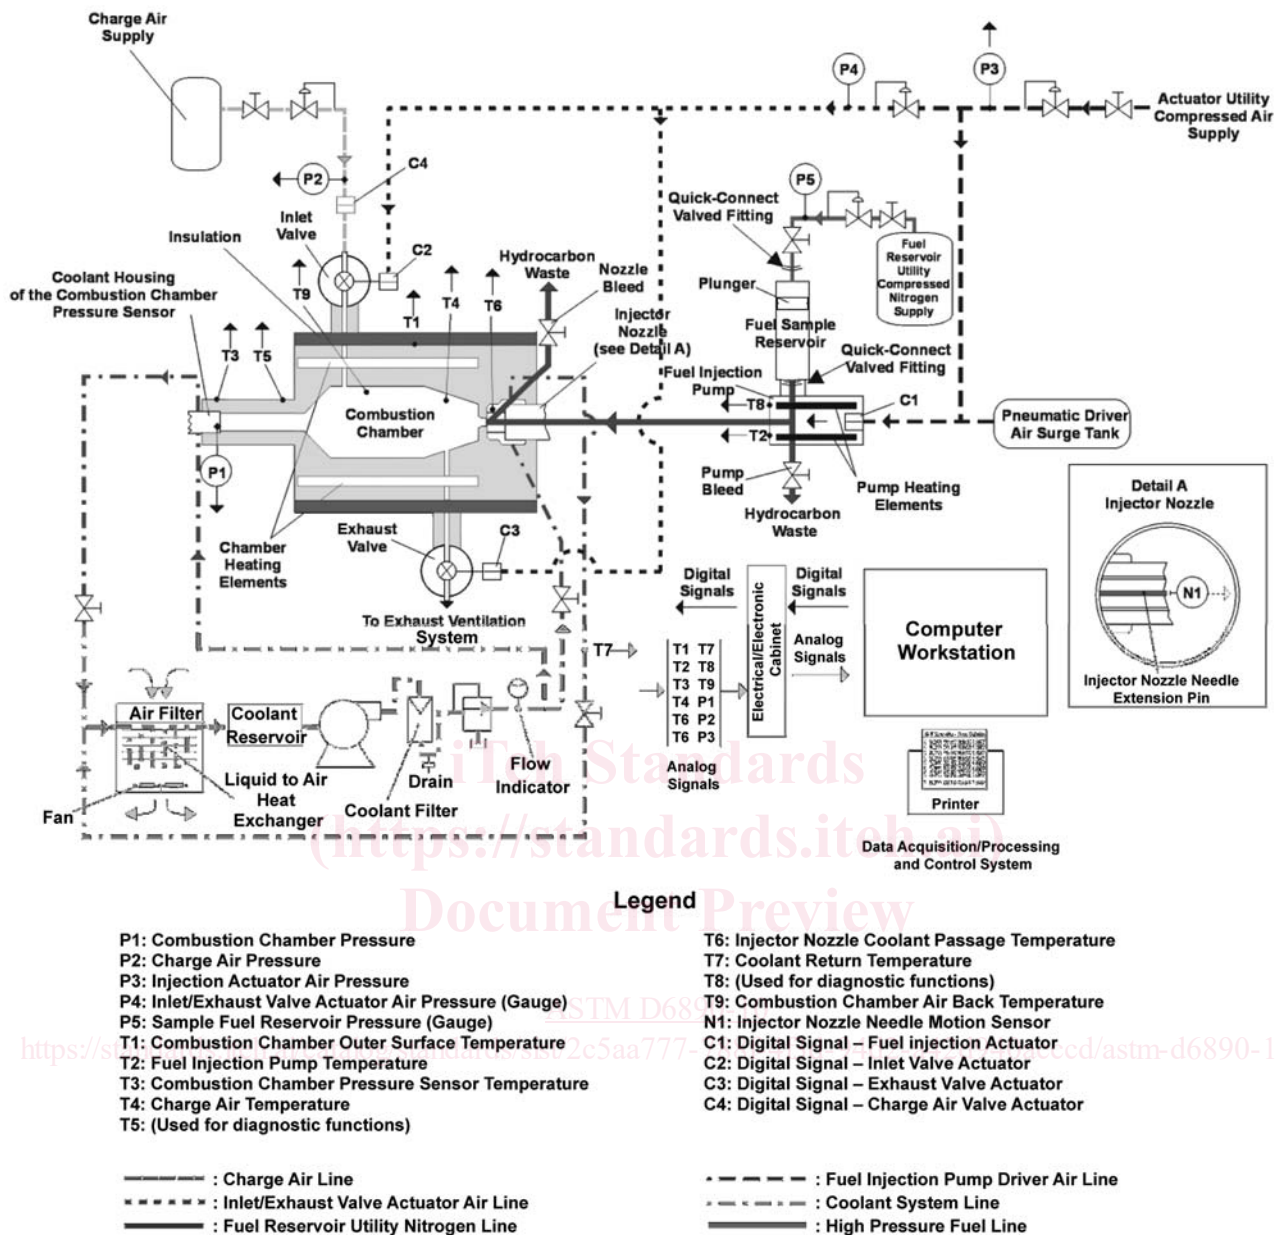 Charge Air
Supply
P4
P3
Actuator Utility
Compressed Air
Supply
C4
P2
P5
Quick-Connect
Valved Fitting
Inlet
Valve
Insulation
C2
Hydrocarbon
Waste
Nozzle
Bleed
Fuel
Reservoir
Utility
Compressed
Nitrogen
Supply
Coolant Housing
of the Combustion Chamber
Pressure Sensor
T9
T4
T6
T1
Plunger
Injector
Nozzle
(see Detail A)
Fuel Sample
Reservoir
T3
T5
Quick-Connect
Valved Fitting
Fuel Injection
Pump
T8
C1
Combustion
Chamber
T2
Pneumatic Driver
Air Surge Tank
P1
Pump
Bleed
Pump Heating
Elements
Hydrocarbon
Waste
Detail A
Injector Nozzle
N1
Injector Nozzle Needle
Extension Pin
Exhaust
Valve
C3
Chamber
Heating
Elements
To Exhaust Ventilation
System
Digital
Signals
Digital
Signals
Electrical/Electronic
Cabinet
Analog
Signals
Computer
Workstation
T7
T1 T7
T2 T8
T3 T9
T4 P1
T6 P2
T6 P3
Analog
Signals
Air Filter
Coolant
Reservoir
Liquid to Air
Heat
Exchanger
Fan
Drain
Coolant Filter
Flow
Indicator
Printer
Data Acquisition/Processing
and Control System
iTeh Standards
(https://standards.iteh.ai)
Document Preview
Legend
P1: Combustion Chamber Pressure
P2: Charge Air Pressure
P3: Injection Actuator Air Pressure
P4: Inlet/Exhaust Valve Actuator Air Pressure (Gauge)
P5: Sample Fuel Reservoir Pressure (Gauge)
T1: Combustion Chamber Outer Surface Temperature
T2: Fuel Injection Pump Temperature
T3: Combustion Chamber Pressure Sensor Temperature
T4: Charge Air Temperature
T5: (Used for diagnostic functions)
T6: Injector Nozzle Coolant Passage Temperature
T7: Coolant Return Temperature
T8: (Used for diagnostic functions)
T9: Combustion Chamber Air Back Temperature
N1: Injector Nozzle Needle Motion Sensor
C1: Digital Signal – Fuel injection Actuator
C2: Digital Signal – Inlet Valve Actuator
C3: Digital Signal – Exhaust Valve Actuator
C4: Digital Signal – Charge Air Valve Actuator
ASTM
: Charge Air Line
: Inlet/Exhaust Valve Actuator Air Line
: Fuel Reservoir Utility Nitrogen Line
: Fuel Injection Pump Driver Air Line
: Coolant System Line
: High Pressure Fuel Line